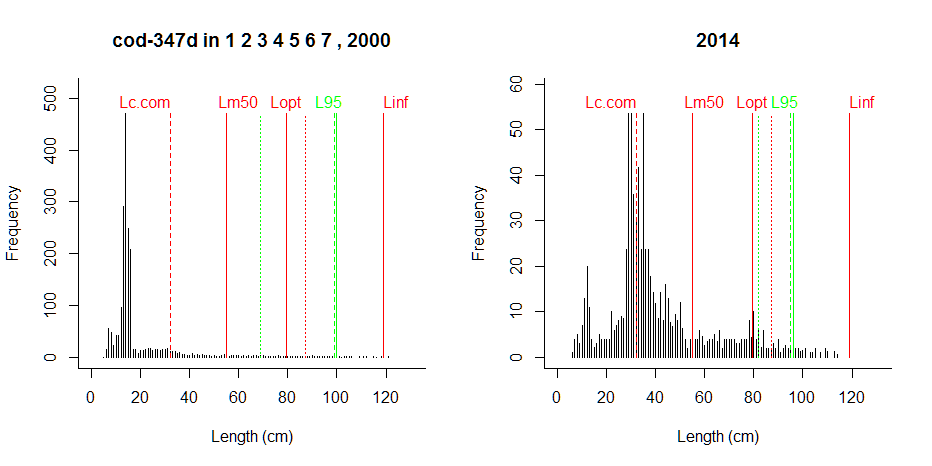 cod-347d in 1 2 3 4 5 6 7 , 2000
Lc.com Lm50 Lopt L95 Linf
500
400
300
200
100
0
Frequency
0 20 40 60 80 100 120
Length (cm)
2014
Lc.com Lm50 Lopt L95 Linf
60
50
40
30
20
10
0
Frequency
0 20 40 60 80 100 120
Length (cm)